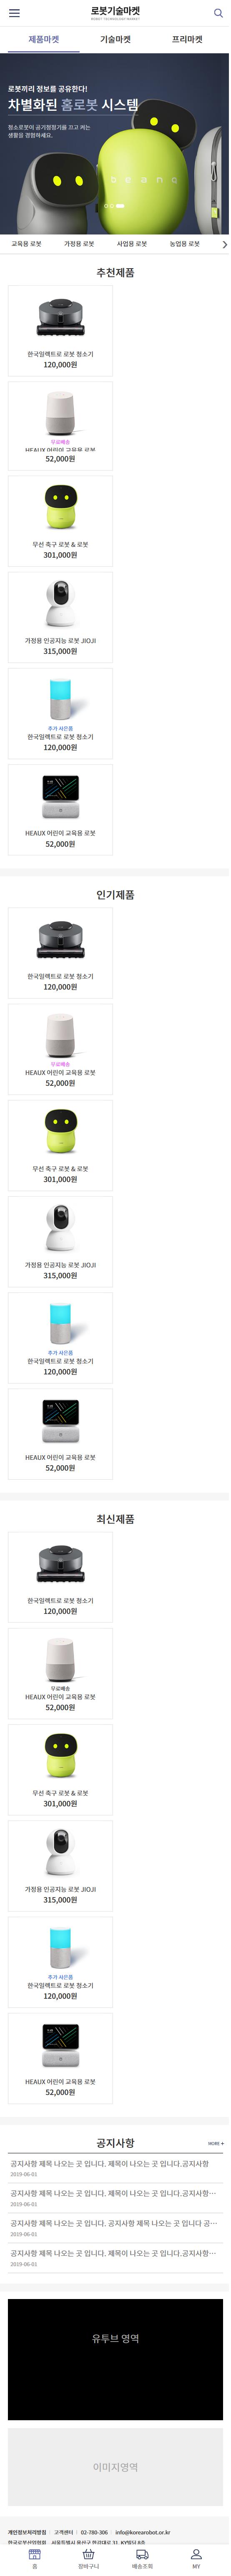 로봇기술마켓
ROBOT TECHNOLOGY MARKET
제품마켓
기술마켓
프리마켓
로봇끼리 정보를 공유한다!
차별화된 홈로봇 시스템
청소로봇이 공기청정기를 끄고 켜는
생활을 경험하세요.
교육용 로봇
가정용 로봇
사업용 로봇
농업용 로봇
추천제품
한국일렉트로 로봇 청소기
120,000원
무료배송
HEAUX 어린이 교육용 로봇
52,000원
무선 축구 로봇 & 로봇
301,000원
가정용 인공지능 로봇 JIOJI
315,000원
추가 사은품
한국일렉트로 로봇 청소기
120,000원
HEAUX 어린이 교육용 로봇
52,000원
인기제품
한국일렉트로 로봇 청소기
120,000원
무료배송
HEAUX 어린이 교육용 로봇
52,000원
무선 축구 로봇 & 로봇
301,000원
가정용 인공지능 로봇 JIOJI
315,000원
추가 사은품
한국일렉트로 로봇 청소기
120,000원
HEAUX 어린이 교육용 로봇
52,000원
최신제품
한국일렉트로 로봇 청소기
120,000원
무료배송
HEAUX 어린이 교육용 로봇
52,000원
무선 축구 로봇 & 로봇
301,000원
가정용 인공지능 로봇 JIOJI
315,000원
추가 사은품
한국일렉트로 로봇 청소기
120,000원
HEAUX 어린이 교육용 로봇
52,000원
공지사항
MORE +
공지사항 제목 나오는 곳 입니다. 제목이 나오는 곳 입니다.공지사항
2019-06-01
공지사항 제목 나오는 곳 입니다. 제목이 나오는 곳 입니다.공지사항…
2019-06-01
공지사항 제목 나오는 곳 입니다. 공지사항 제목 나오는 곳 입니다 공…
2019-06-01
공지사항 제목 나오는 곳 입니다. 제목이 나오는 곳 입니다.공지사항…
2019-06-01
유투브 영역
이미지영역
개인정보처리방침 고객센터 02-780-306 info@korearobot.or.kr
한국로봇산업협회 서울특별시 용산구 한강대로 31, KY빌딩 8층
홈
장바구니
배송조회
MY